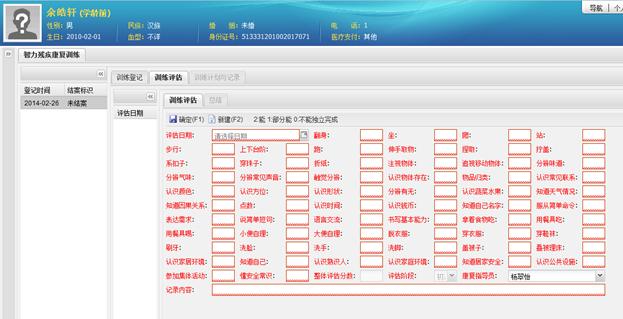 余皓轩(学龄前)
导航 | 个人
性别: 男 民族: 汉族 婚 姻: 未婚 电 话: 1
生日: 2010-02-01 血型: 不详 身份证号: 513331201002017071 医疗支付: 其他
智力残疾康复训练
训练登记 训练评估 训练计划与记录
登记时间 结案标识
2014-02-26 未结案
评估日期
训练评估 总结
确定(F1) 新建(F2) 2:能 1:部分能 0:不能独立完成
评估日期: 请选择日期 翻身: 坐: 爬: 站:
步行: 上下台阶: 跑: 伸手取物: 捏取: 拧盖:
系扣子: 穿珠子: 折纸: 注视物体: 追视移动物体: 分辨味道:
分辨气味: 分辨常见声音: 触觉分辨: 认识物体存在: 物品归类: 认识常见联系:
认识颜色: 认识方位: 认识形状: 分辨有无: 认识蔬菜水果: 知道天气情况:
知道因果关系: 点数: 认识时间: 认识钱币: 知道自己名字: 服从简单命令:
表达需求: 说简单短词: 语言交流: 书写基本能力: 拿着食物吃: 用餐具吃:
用餐具喝: 小便自理: 大便自理: 脱衣服: 穿衣服: 穿鞋袜:
刷牙: 洗脸: 洗手: 洗脚: 盖被子: 叠被理床:
认识家居环境: 知道自己: 认识熟识人: 认识家庭环境: 知道居家安全: 认识公共设施:
参加集体活动: 懂安全常识: 整体评估分数: 评估阶段: 初 康复指导员: 杨翠怡
记录内容: